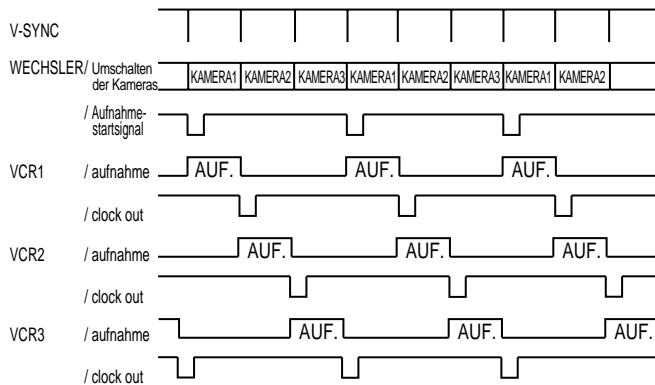 V-SYNC
WECHSLER/ Umschalten der Kameras
KAMERA1 KAMERA2 KAMERA3 KAMERA1 KAMERA2 KAMERA3 KAMERA1 KAMERA2
/ Aufnahme-
startsignal
VCR1 / aufnahme AUF. AUF. AUF.
/ clock out
VCR2 / aufnahme AUF. AUF. AUF.
/ clock out
VCR3 / aufnahme AUF. AUF. AUF.
/ clock out